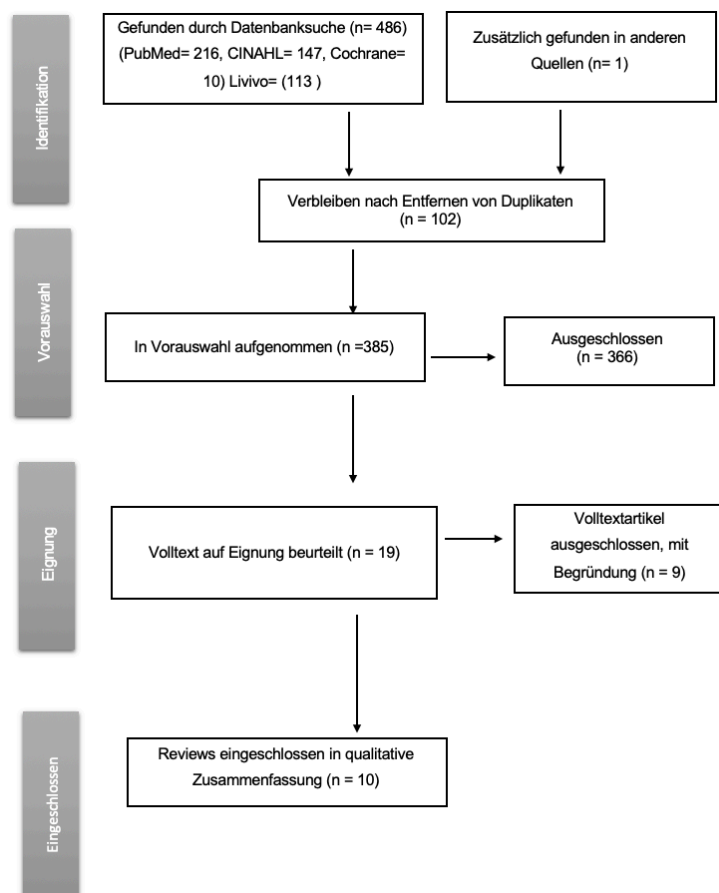 Identifikation
Gefunden durch Datenbanksuche (n= 486)
(PubMed= 216, CINAHL= 147, Cochrane=
10) Livivo= (113 )
Zusätzlich gefunden in anderen
Quellen (n= 1)
Verbleiben nach Entfernen von Duplikaten
(n = 102)
Vorauswahl
In Vorauswahl aufgenommen (n =385)
Ausgeschlossen
(n = 366)
Eignung
Volltext auf Eignung beurteilt (n = 19)
Volltextartikel
ausgeschlossen, mit
Begründung (n = 9)
Eingeschlossen
Reviews eingeschlossen in qualitative
Zusammenfassung (n = 10)